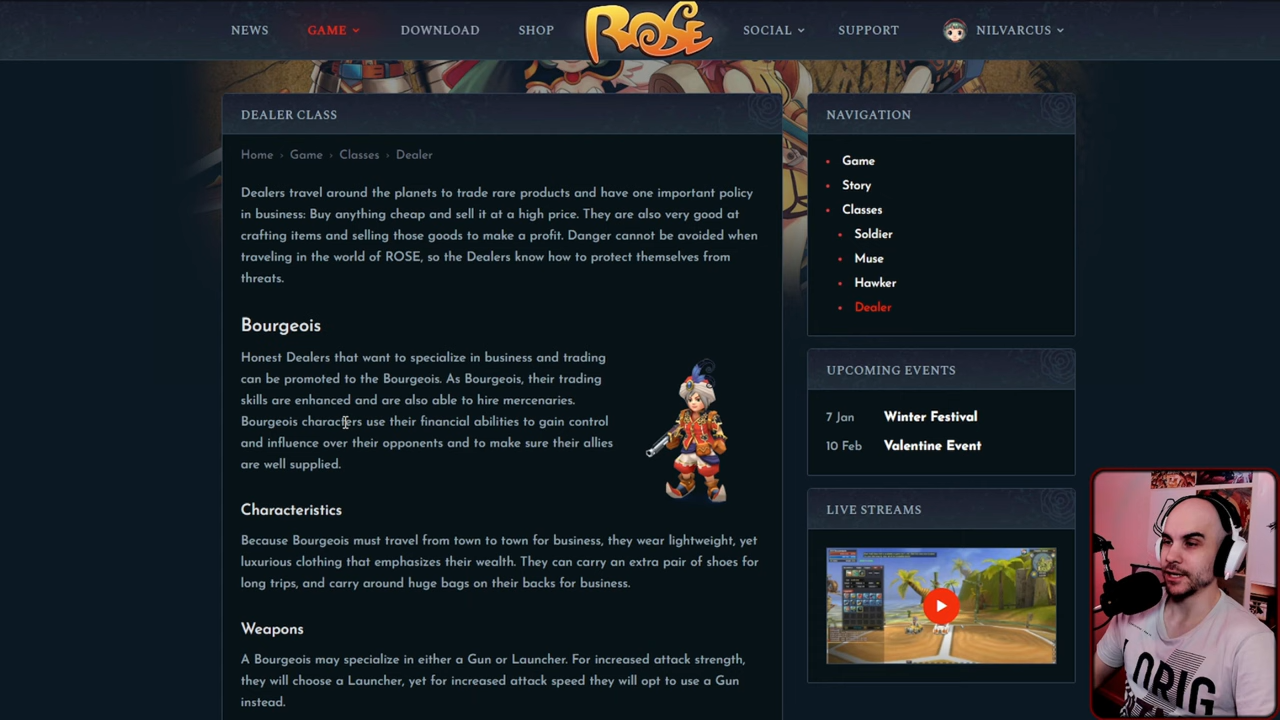 NEWS
GAME
DOWNLOAD
SHOP
ROSE
SOCIAL
SUPPORT
NILVARCUS
DEALER CLASS
Home › Game › Classes › Dealer
Dealers travel around the planets to trade rare products and have one important policy
in business: Buy anything cheap and sell it at a high price. They are also very good at
crafting items and selling those goods to make a profit. Danger cannot be avoided when
traveling in the world of ROSE, so the Dealers know how to protect themselves from
threats.
Bourgeois
Honest Dealers that want to specialize in business and trading
can be promoted to the Bourgeois. As Bourgeois, their trading
skills are enhanced and are also able to hire mercenaries.
Bourgeois characters use their financial abilities to gain control
and influence over their opponents and to make sure their allies
are well supplied.
Characteristics
Because Bourgeois must travel from town to town for business, they wear lightweight, yet
luxurious clothing that emphasizes their wealth. They can carry an extra pair of shoes for
long trips, and carry around huge bags on their backs for business.
Weapons
A Bourgeois may specialize in either a Gun or Launcher. For increased attack strength,
they will choose a Launcher, yet for increased attack speed they will opt to use a Gun
instead.
NAVIGATION
Game
Story
Classes
Soldier
Muse
Hawker
Dealer
UPCOMING EVENTS
7 Jan Winter Festival
10 Feb Valentine Event
LIVE STREAMS